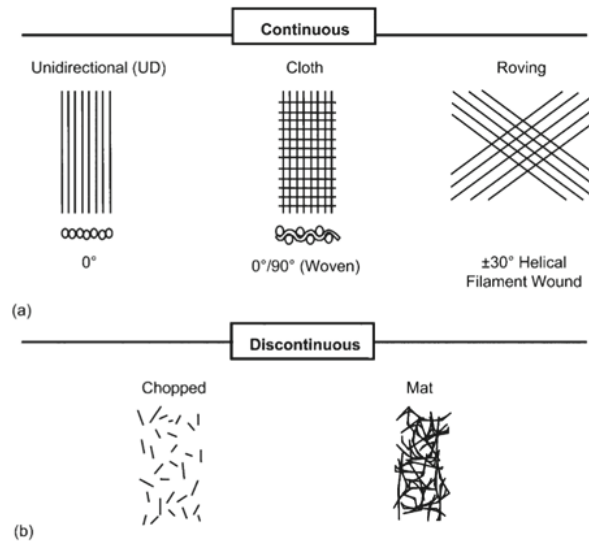 Continuous
Unidirectional (UD)
Cloth
Roving
0°
0°/90° (Woven)
±30° Helical
Filament Wound
(a)
Discontinuous
Chopped
Mat
(b)